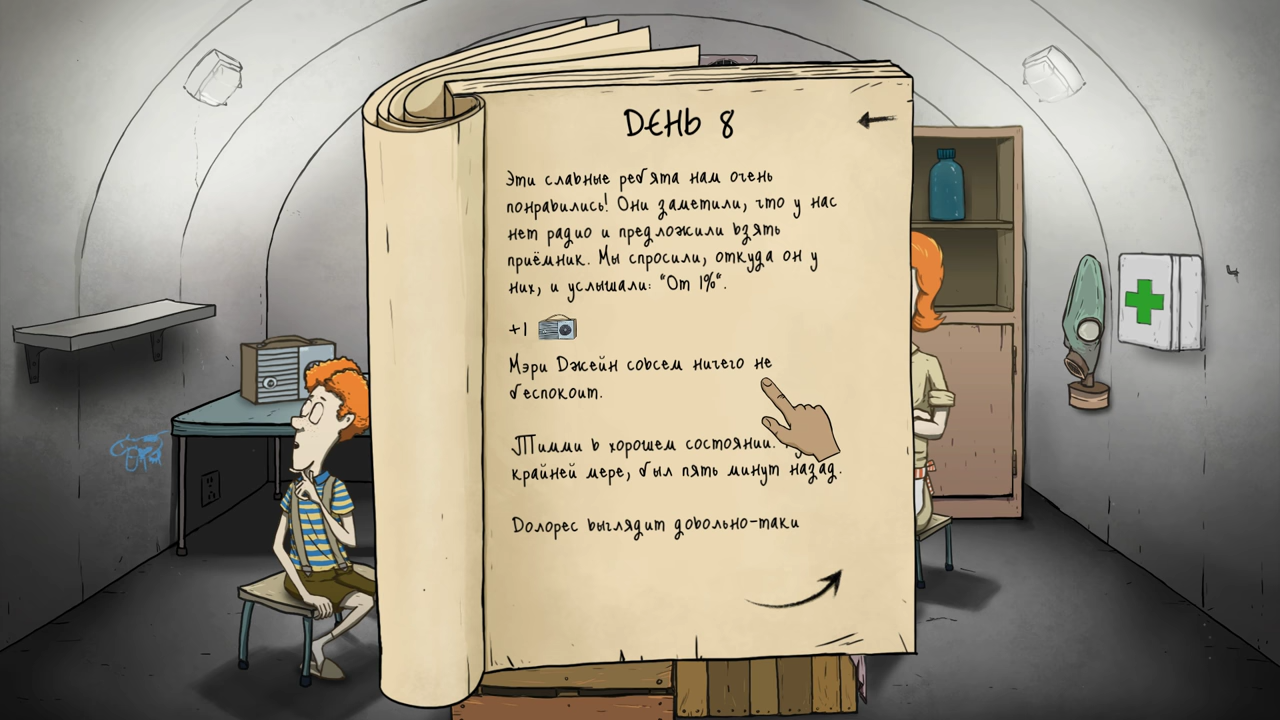 ДЕНЬ 8
Эти славные ребята нам очень
понравились! Они заметили, что у нас
нет радио и предложили взять
приёмник. Мы спросили, откуда он у
них, и услышали: "От 1%".
+1
Мэри Джейн совсем ничего не
беспокоит.
Тимми в хорошем состоянии.
крайней мере, был пять минут назад.
Долорес выглядит довольно-таки